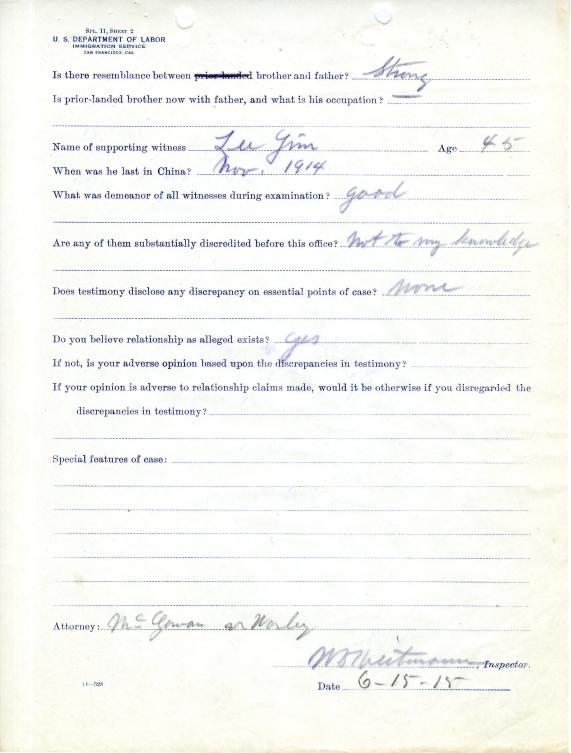 SPL. 11, SHEET 2
U. S. DEPARTMENT OF LABOR
IMMIGRATION SERVICE
SAN FRANCISCO, CAL.
Is there resemblance between prior-landed brother and father? Strong
Is prior-landed brother now with father, and what is his occupation? —
Name of supporting witness Lee Gim Age 45
When was he last in China? Nov. 1914
What was demeanor of all witnesses during examination? good
Are any of them substantially discredited before this office? Not to my knowledge
Does testimony disclose any discrepancy on essential points of case? None
Do you believe relationship as alleged exists? yes
If not, is your adverse opinion based upon the discrepancies in testimony?
If your opinion is adverse to relationship claims made, would it be otherwise if you disregarded the
discrepancies in testimony?
Special features of case:
Attorney: McGowan & Worley
Inspector.
11—528
Date 6-15-15